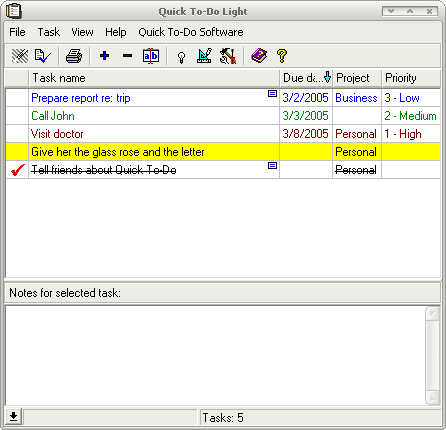 Quick To-Do Light
File Task View Help Quick To-Do Software
Task name Due da... Project Priority
Prepare report re: trip 3/2/2005 Business 3 - Low
Call John 3/3/2005 2 - Medium
Visit doctor 3/8/2005 Personal 1 - High
Give her the glass rose and the letter Personal
Tell friends about Quick To-Do Personal
Notes for selected task:
Tasks: 5